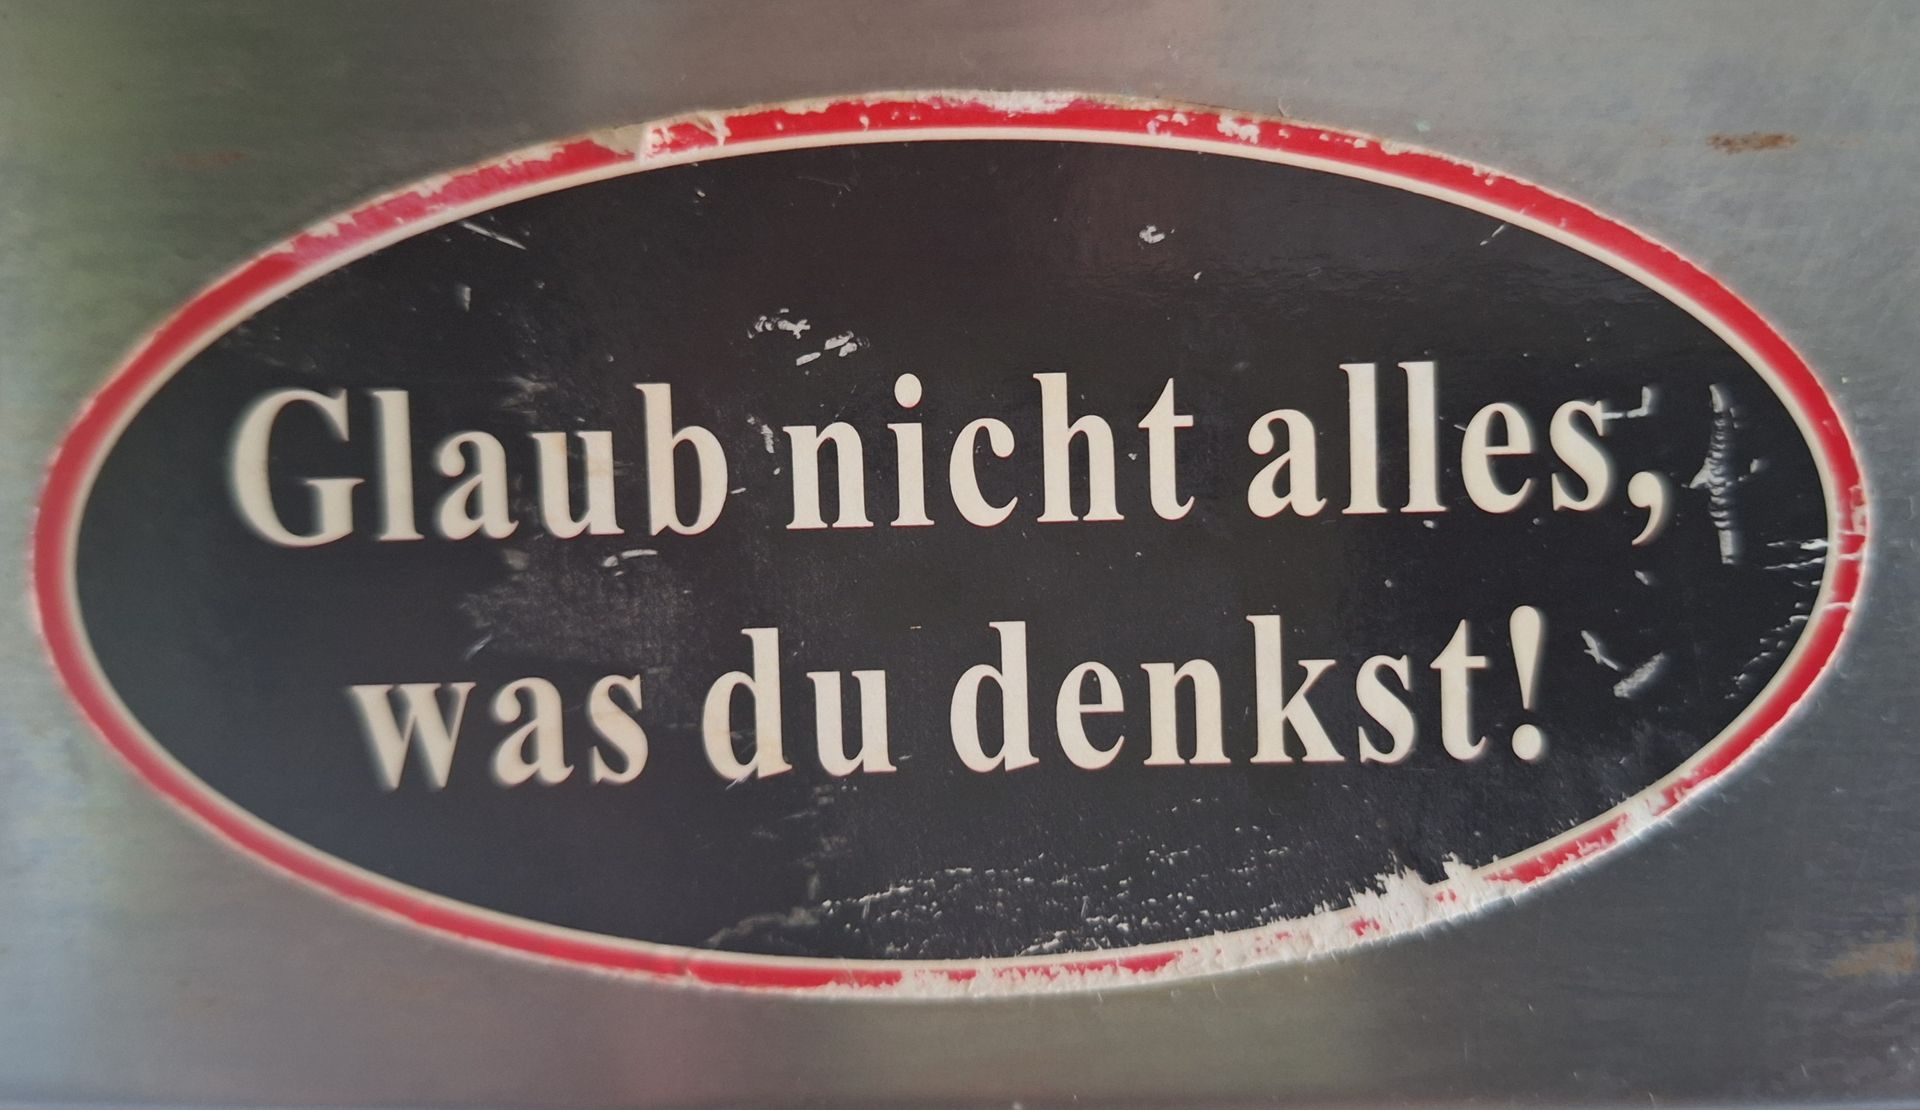 Glaub nicht alles,
was du denkst!